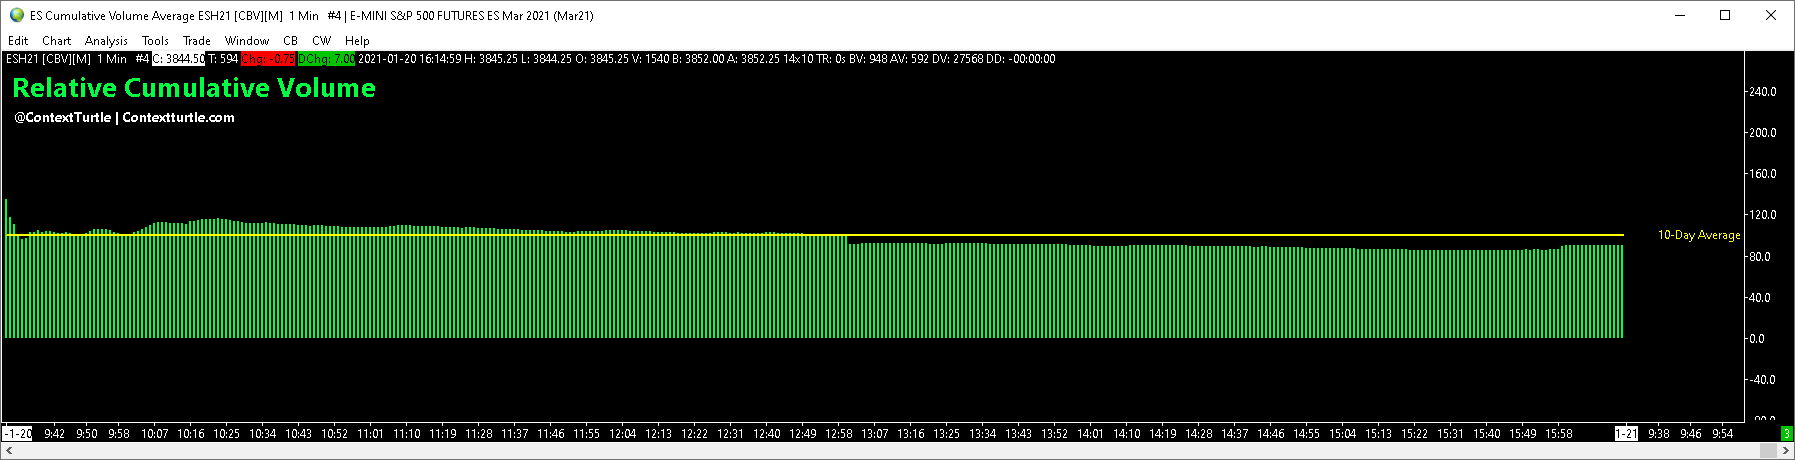 ES Cumulative Volume Average ESH21 [CBV][M] 1 Min #4 | E-MINI S&P 500 FUTURES ES Mar 2021 (Mar21)
Edit Chart Analysis Tools Trade Window CB CW Help
ESH21 [CBV][M] 1 Min #4 C: 3844.50 T: 594 Chg: -0.75 DChg: 7.00 2021-01-20 16:14:59 H: 3845.25 L: 3844.25 O: 3845.25 V: 1540 B: 3852.00 A: 3852.25 14x10 TR: 0s BV: 948 AV: 592 DV: 27568 DD: -00:00:00
Relative Cumulative Volume
@ContextTurtle | Contextturtle.com
240.0
200.0
160.0
120.0
10-Day Average
80.0
40.0
0.0
-40.0
-1-20 9:42 9:50 9:58 10:07 10:16 10:25 10:34 10:43 10:52 11:01 11:10 11:19 11:28 11:37 11:46 11:55 12:04 12:13 12:22 12:31 12:40 12:49 12:58 13:07 13:16 13:25 13:34 13:43 13:52 14:01 14:10 14:19 14:28 14:37 14:46 14:55 15:04 15:13 15:22 15:31 15:40 15:49 15:58 1-21 9:38 9:46 9:54 3